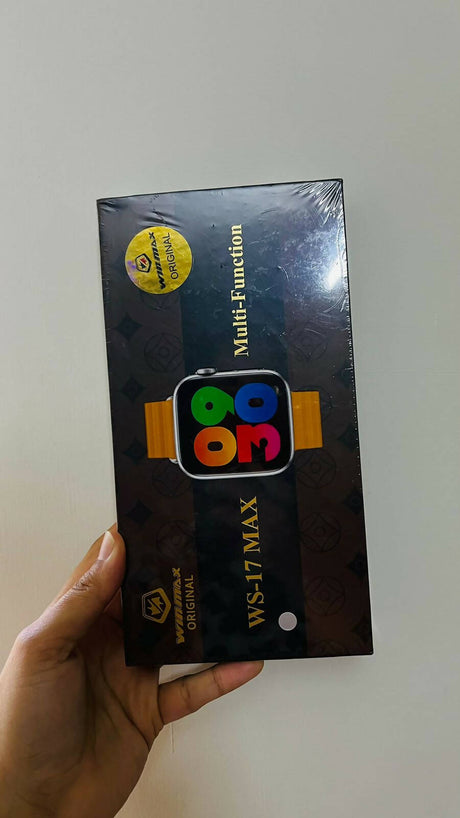 WINMAX
ORIGINAL
Multi-Function
09
30
WS-17 MAX
WINMAX
ORIGINAL